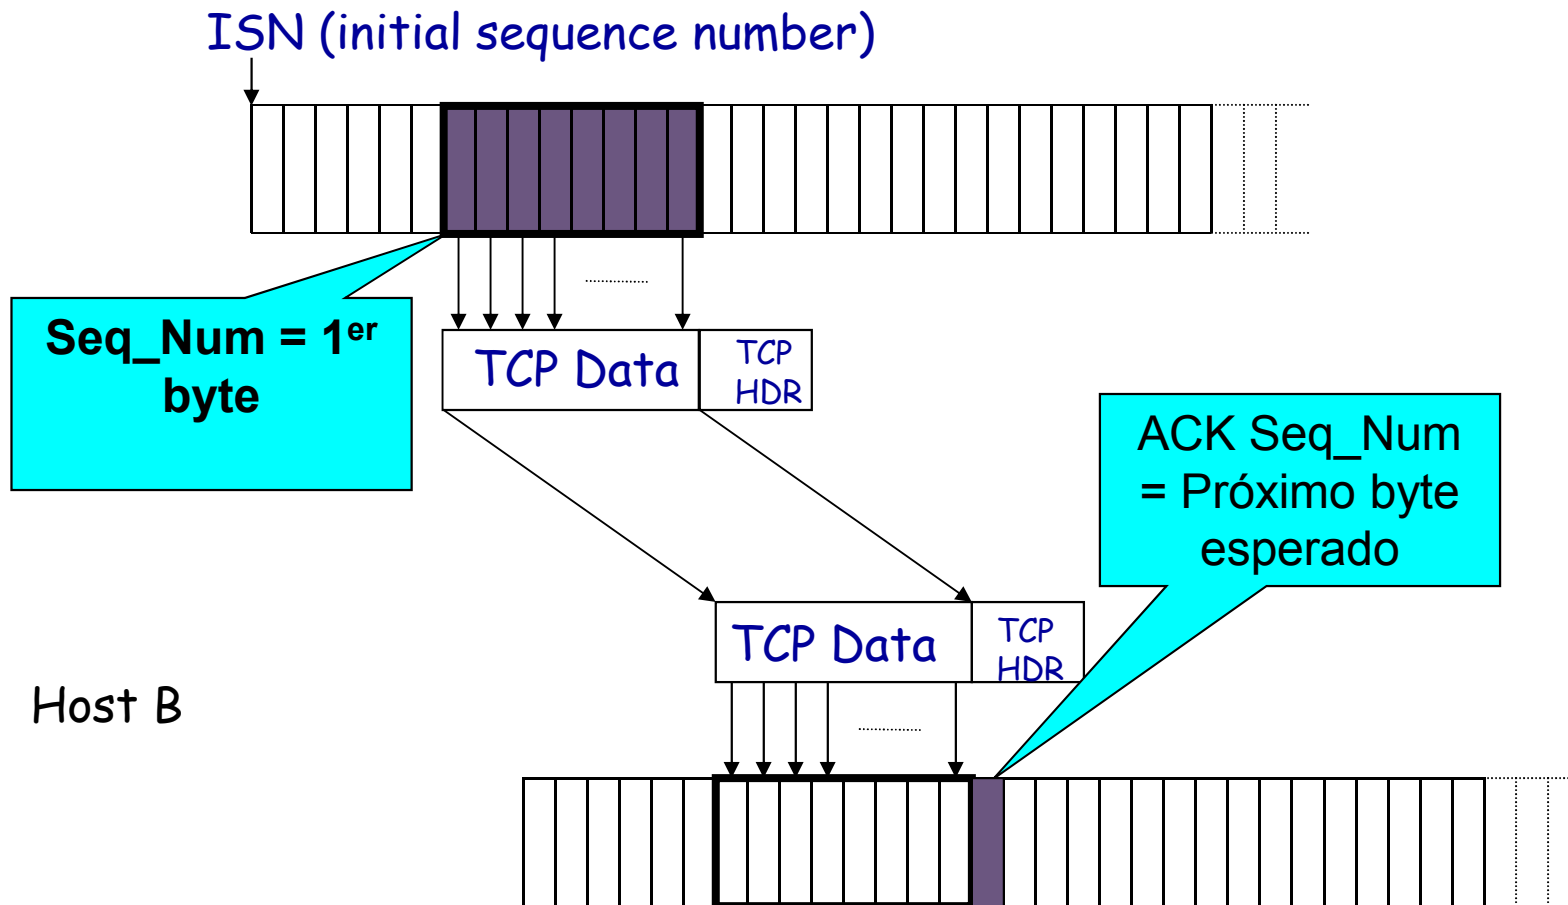 ISN (initial sequence number)
Seq_Num = 1er
byte
TCP Data
TCP
HDR
ACK Seq_Num
= Próximo byte
esperado
TCP Data
TCP
HDR
Host B